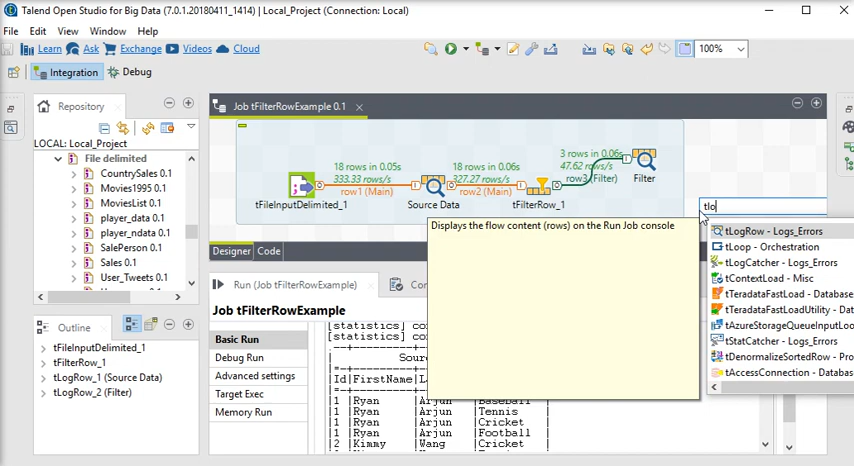 Talend Open Studio for Big Data (7.0.1.20180411_1414) | Local_Project (Connection: Local)
File Edit View Window Help
Learn Ask Exchange Videos Cloud 100%
Integration Debug
Repository
LOCAL: Local_Project
File delimited
CountrySales 0.1
Movies1995 0.1
MoviesList 0.1
player_data 0.1
player_ndata 0.1
SalePerson 0.1
Sales 0.1
User_Tweets 0.1
Outline
tFileInputDelimited_1
tFilterRow_1
tLogRow_1 (Source Data)
tLogRow_2 (Filter)
Job tFilterRowExample 0.1
18 rows in 0.05s
333.33 rows/s
row1 (Main)
18 rows in 0.06s
327.27 rows/s
row2 (Main)
3 rows in 0.06s
47.62 rows/s
row3 (Filter)
tFileInputDelimited_1
Source Data
tFilterRow_1
Filter
tlo
Displays the flow content (rows) on the Run Job console
tLogRow - Logs_Errors
tLoop - Orchestration
tLogCatcher - Logs_Errors
tContextLoad - Misc
tTeradataFastLoad - Database
tTeradataFastLoadUtility - Dat
tAzureStorageQueueInputLoo
tStatCatcher - Logs_Errors
tDenormalizeSortedRow - Pro
tAccessConnection - Databas
Designer Code
Run (Job tFilterRowExample)
Job tFilterRowExample
Basic Run
Debug Run
Advanced settings
Target Exec
Memory Run
[statistics] co
[statistics] co
Id|FirstName|L
1 |Ryan |Arjun |Baseball
1 |Ryan |Arjun |Tennis
1 |Ryan |Arjun |Cricket
1 |Ryan |Arjun |Football
2 |Kimmy |Wang |Cricket